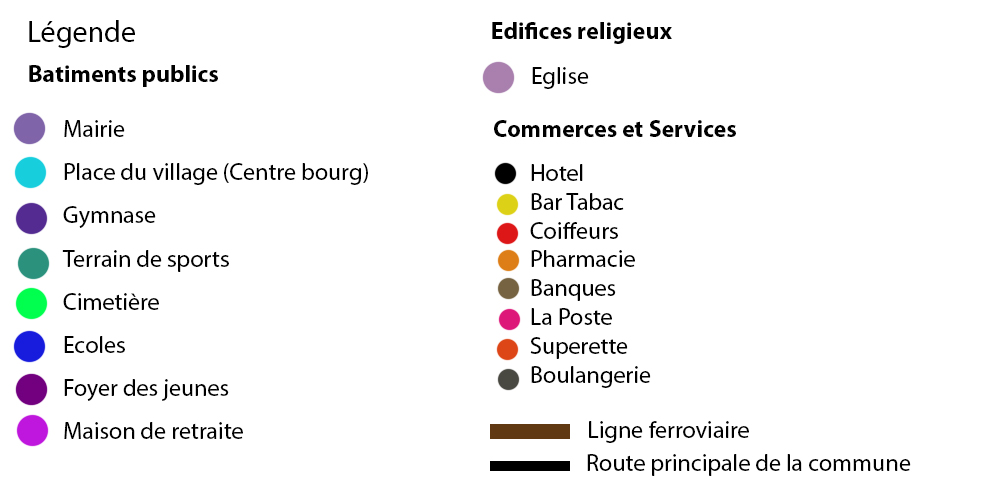 Légende
Batiments publics
Mairie
Place du village (Centre bourg)
Gymnase
Terrain de sports
Cimetière
Ecoles
Foyer des jeunes
Maison de retraite
Edifices religieux
Eglise
Commerces et Services
Hotel
Bar Tabac
Coiffeurs
Pharmacie
Banques
La Poste
Superette
Boulangerie
Ligne ferroviaire
Route principale de la commune